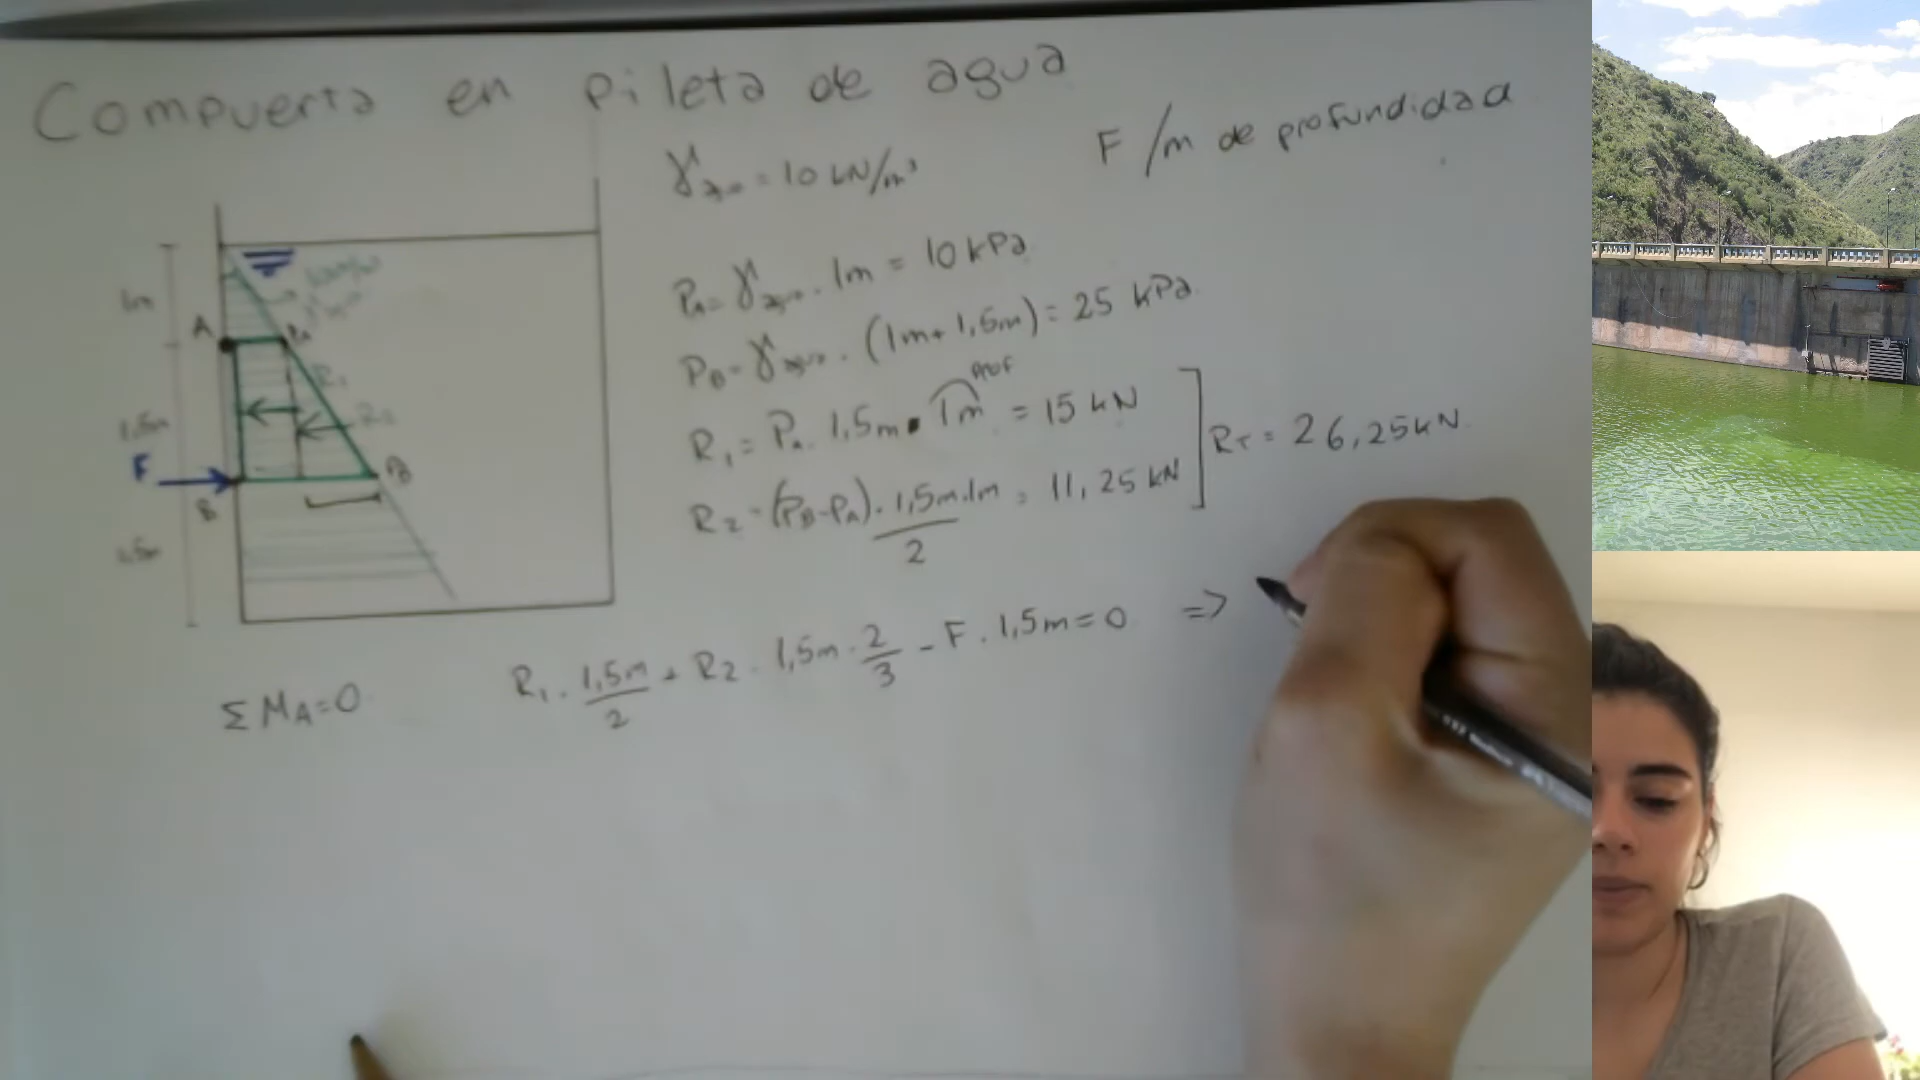 Compuerta en pileta de agua
F /m de profundidad
γagua = 10 kN/m³
PA = γagua . 1m = 10 kPa
PB = γagua . (1m + 1,5m) = 25 kPa
Prof
R1 = PA . 1,5m . 1m = 15 kN
R2 = (PB-PA) . 1,5m . 1m / 2 = 11,25 kN
RT = 26,25 kN
1m
A
PA
R1
1,5m
R2
F
B
PB
1,5m
ΣMA=0
R1 . 1,5m/2 + R2 . 1,5m . 2/3 - F . 1,5m = 0 =>